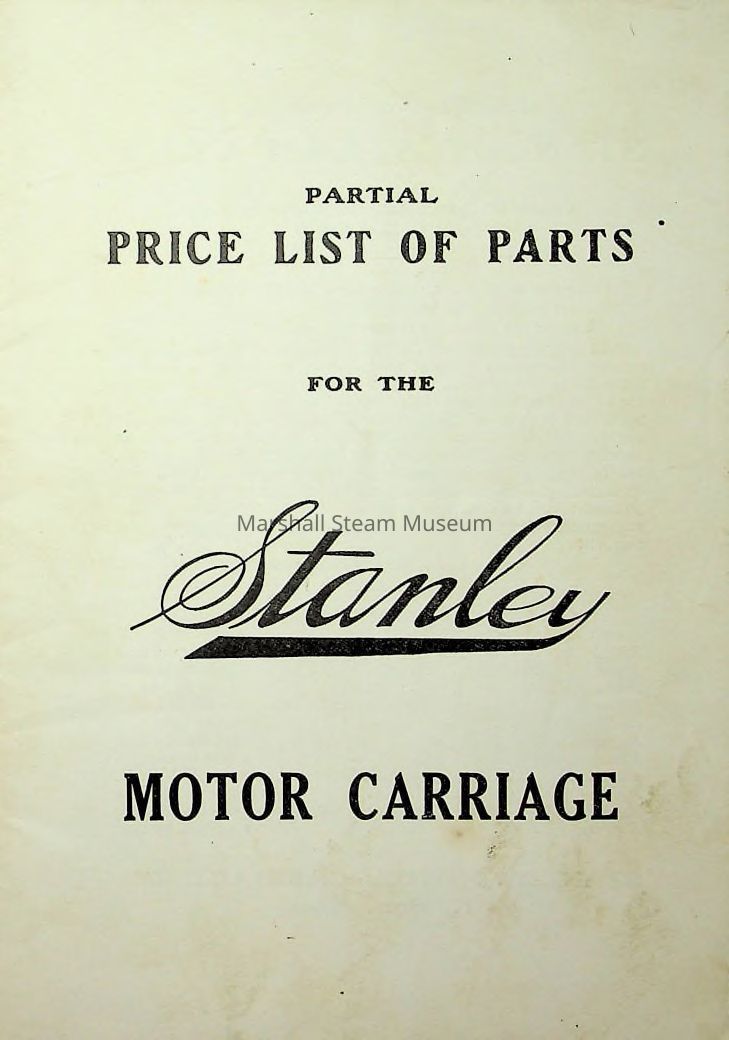 PARTIAL
PRICE LIST OF PARTS
FOR THE
Marshall Steam Museum
Stanley
MOTOR CARRIAGE